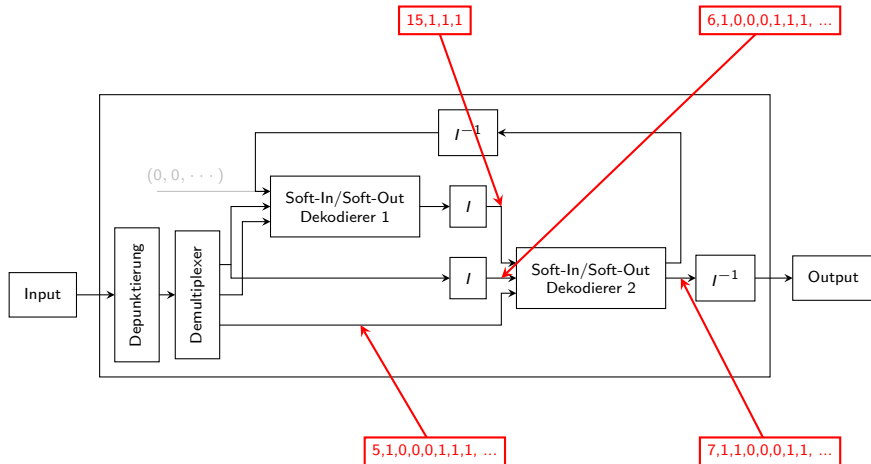 15,1,1,1
6,1,0,0,0,1,1,1, ...
I⁻¹
(0, 0, · · · )
Soft-In/Soft-Out
Dekodierer 1
I
Depunktierung
Demultiplexer
I
Soft-In/Soft-Out
Dekodierer 2
I⁻¹
Input
Output
5,1,0,0,0,1,1,1, ...
7,1,1,0,0,0,1,1, ...